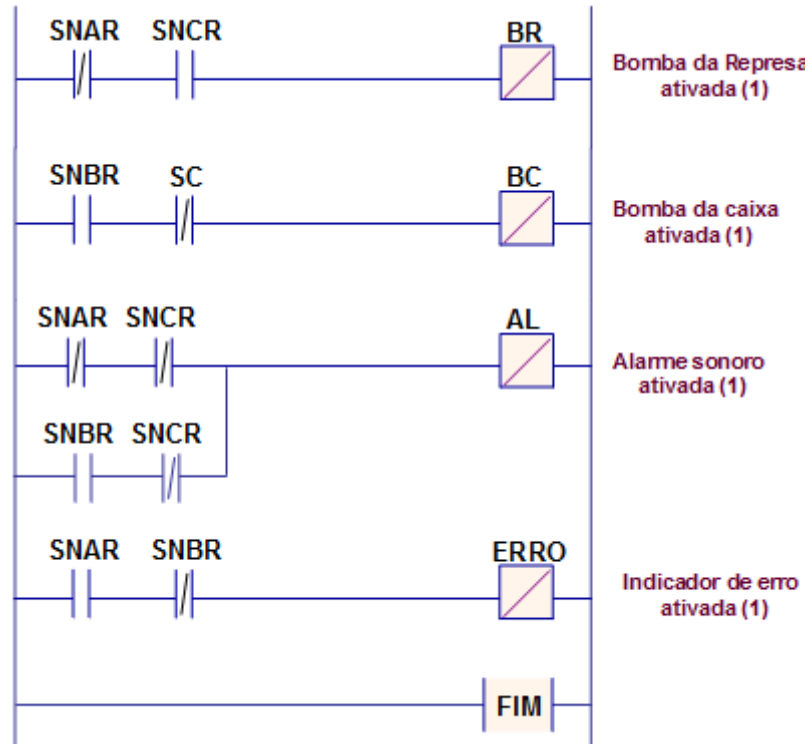 SNAR SNCR BR
Bomba da Represa
ativada (1)
SNBR SC BC
Bomba da caixa
ativada (1)
SNAR SNCR AL
Alarme sonoro
ativada (1)
SNBR SNCR
SNAR SNBR ERRO
Indicador de erro
ativada (1)
FIM